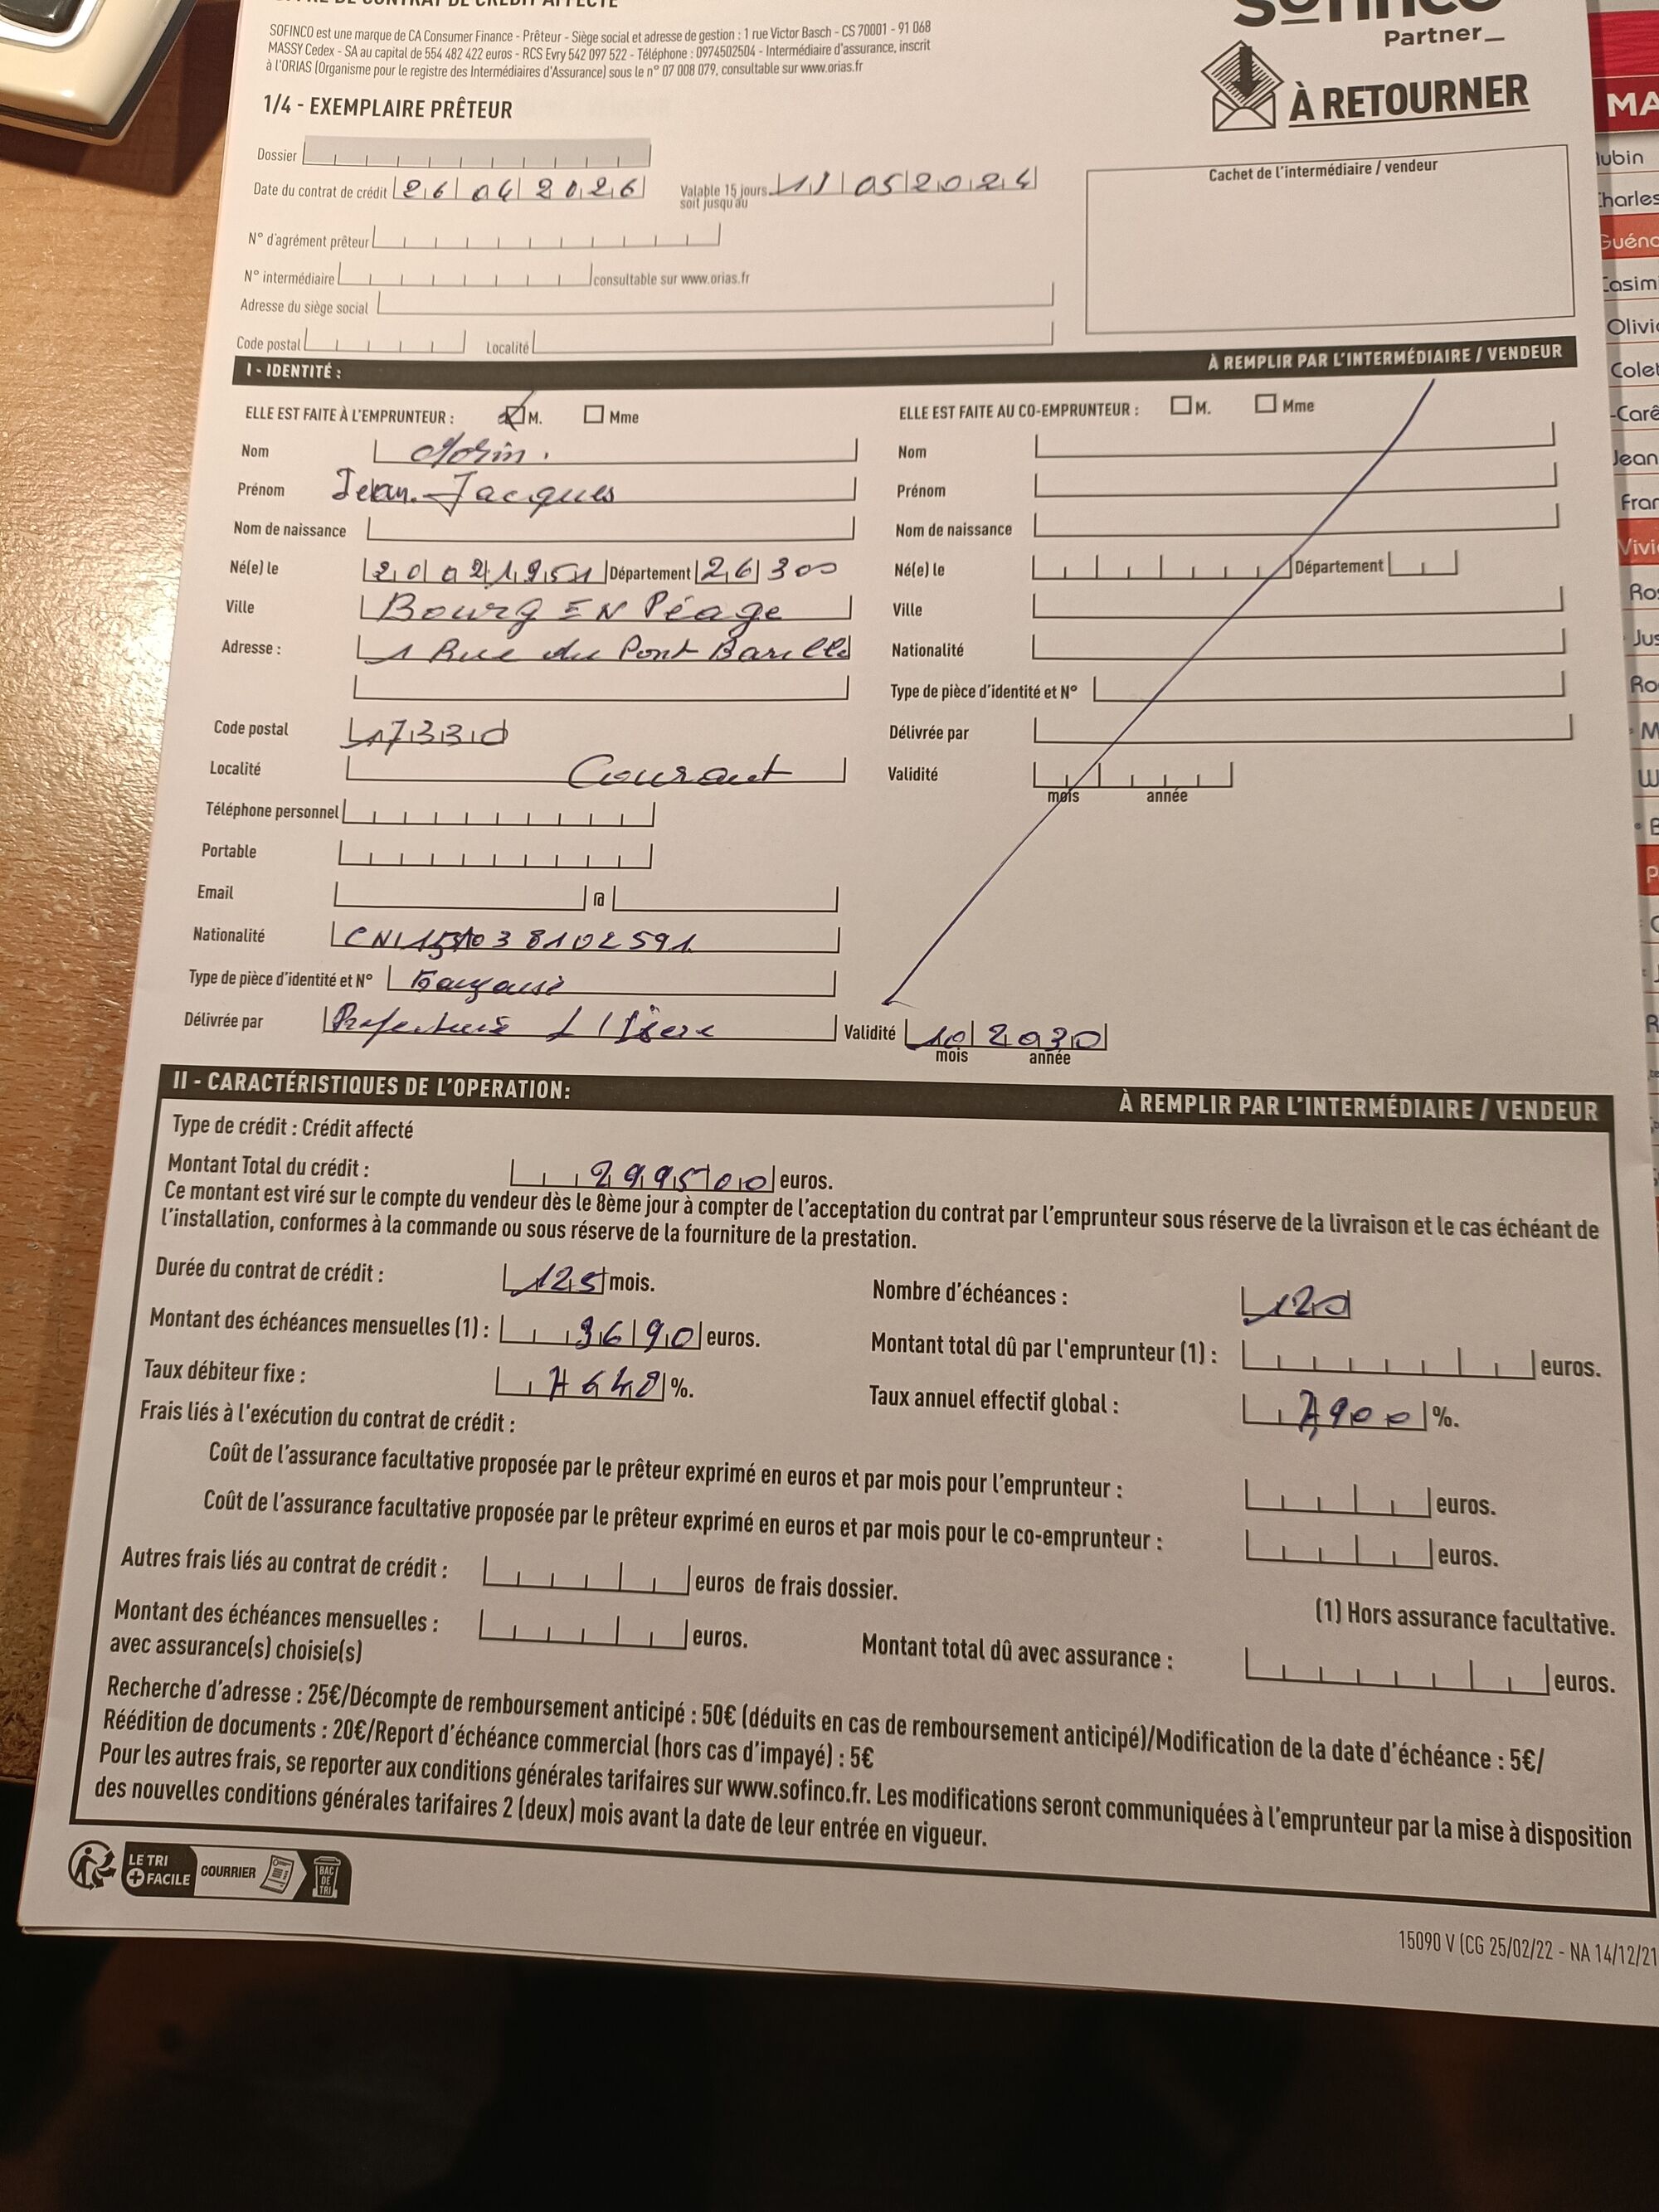 SOFINCO est une marque de CA Consumer Finance - Prêteur - Siège social et adresse de gestion : 1 rue Victor Basch - CS 70001 - 91 068
MASSY Cedex - SA au capital de 554 482 422 euros - RCS Evry 542 097 522 - Téléphone : 0974502504 - Intermédiaire d'assurance, inscrit
à l'ORIAS (Organisme pour le registre des Intermédiaires d'Assurance) sous le n° 07 008 079, consultable sur www.orias.fr
Sofinco
Partner_
À RETOURNER
1/4 - EXEMPLAIRE PRÊTEUR
Dossier
Date du contrat de crédit 26 04 2026 Valable 15 jours soit jusqu'au 11 05 2024
Cachet de l'intermédiaire / vendeur
N° d'agrément prêteur
N° intermédiaire consultable sur www.orias.fr
Adresse du siège social
Code postal Localité
I - IDENTITÉ : À REMPLIR PAR L'INTERMÉDIAIRE / VENDEUR
ELLE EST FAITE À L'EMPRUNTEUR : M. Mme
Nom Morin
Prénom Jean-Jacques
Nom de naissance
Né(e) le 20 02 1951 Département 26 300
Ville BOURG EN Péage
Adresse : 1 Rue du Pont
Code postal 17330
Localité Courant
Téléphone personnel
Portable
Email @
Nationalité
Type de pièce d'identité et N° Française
Délivrée par Prefecture L'Isere Validité 10 2030
mois année
ELLE EST FAITE AU CO-EMPRUNTEUR : M. Mme
Nom
Prénom
Nom de naissance
Né(e) le Département
Ville
Nationalité
Type de pièce d'identité et N°
Délivrée par
Validité
mois année
II - CARACTÉRISTIQUES DE L'OPERATION: À REMPLIR PAR L'INTERMÉDIAIRE / VENDEUR
Type de crédit : Crédit affecté
Montant Total du crédit : 2995 00 euros.
Ce montant est viré sur le compte du vendeur dès le 8ème jour à compter de l'acceptation du contrat par l'emprunteur sous réserve de la livraison et le cas échéant de
l'installation, conformes à la commande ou sous réserve de la fourniture de la prestation.
Durée du contrat de crédit : 125 mois. Nombre d'échéances : 120
Montant des échéances mensuelles (1) : 36 90 euros. Montant total dû par l'emprunteur (1) : euros.
Taux débiteur fixe : 7 640 %. Taux annuel effectif global : 7,900 %.
Frais liés à l'exécution du contrat de crédit :
Coût de l'assurance facultative proposée par le prêteur exprimé en euros et par mois pour l'emprunteur : euros.
Coût de l'assurance facultative proposée par le prêteur exprimé en euros et par mois pour le co-emprunteur : euros.
Autres frais liés au contrat de crédit : euros de frais dossier.
(1) Hors assurance facultative.
Montant des échéances mensuelles : euros. Montant total dû avec assurance : euros.
avec assurance(s) choisie(s)
Recherche d'adresse : 25€/Décompte de remboursement anticipé : 50€ (déduits en cas de remboursement anticipé)/Modification de la date d'échéance : 5€/
Réédition de documents : 20€/Report d'échéance commercial (hors cas d'impayé) : 5€
Pour les autres frais, se reporter aux conditions générales tarifaires sur www.sofinco.fr. Les modifications seront communiquées à l'emprunteur par la mise à disposition
des nouvelles conditions générales tarifaires 2 (deux) mois avant la date de leur entrée en vigueur.
LE TRI
+ FACILE
COURRIER
BAC
DE
TRI
15090 V (CG 25/02/22 - NA 14/12/21